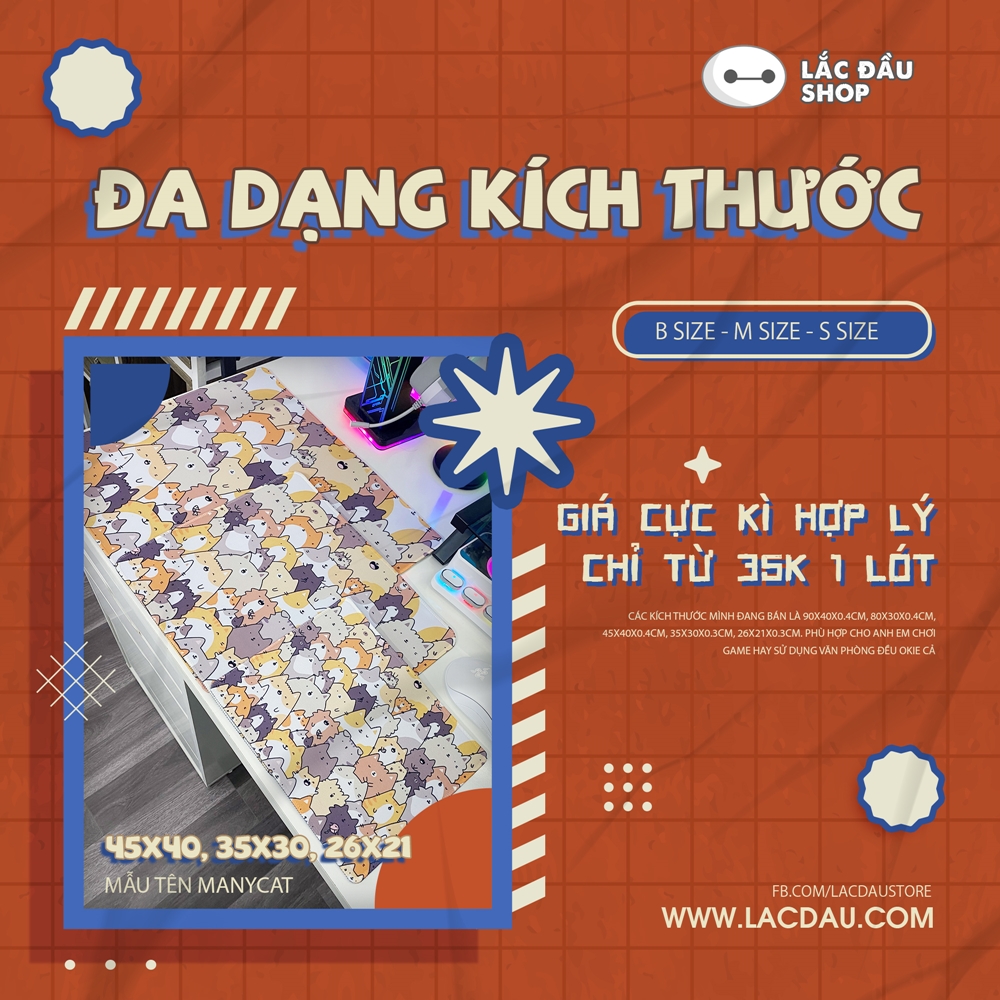 LẮC ĐẦU
SHOP
ĐA DẠNG KÍCH THƯỚC
B SIZE - M SIZE - S SIZE
GIÁ CỰC KÌ HỢP LÝ
CHỈ TỪ 35K 1 LÓT
CÁC KÍCH THƯỚC MÌNH ĐANG BÁN LÀ 90X40X0.4CM, 80X30X0.4CM,
45X40X0.4CM, 35X30X0.3CM, 26X21X0.3CM. PHÙ HỢP CHO ANH EM CHƠI
GAME HAY SỬ DỤNG VĂN PHÒNG ĐỀU OKIE CẢ
45X40, 35X30, 26X21
MẪU TÊN MANYCAT
FB.COM/LACDAUSTORE
WWW.LACDAU.COM